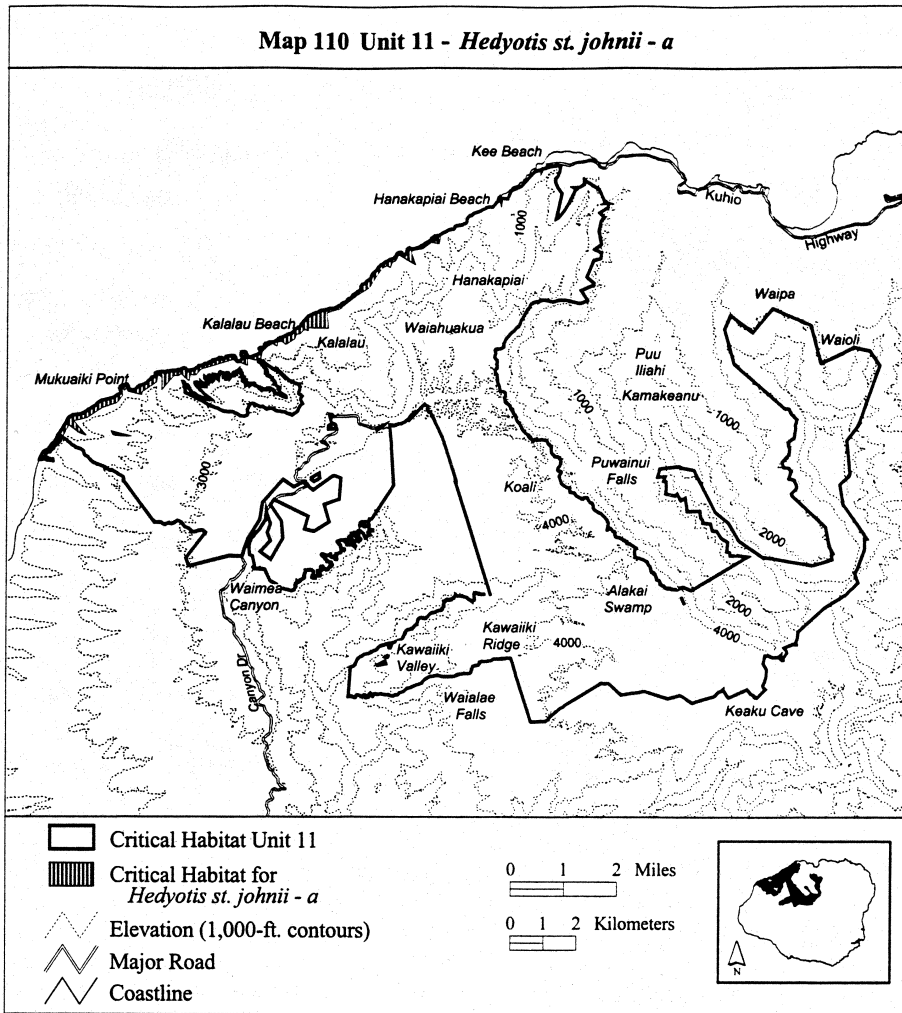 Map 110 Unit 11 - Hedyotis st. johnii - a
Kee Beach
Hanakapiai Beach
Kuhio
Highway
1000
Hanakapiai
Waipa
Kalalau Beach
Waiahuakua
Kalalau
Waioli
Puu
Iliahi
Mukuaiki Point
Kamakeanu
1000
1000
3000
Puwainui
Falls
Koali
4000
2000
Waimea
Canyon
Alakai
Swamp
2000
Kawaiiki
Ridge
4000
4000
Kawaiiki
Valley
Canyon Dr
Waialae
Falls
Keaku Cave
Critical Habitat Unit 11
Critical Habitat for
Hedyotis st. johnii - a
Elevation (1,000-ft. contours)
Major Road
Coastline
0 1 2 Miles
0 1 2 Kilometers
N